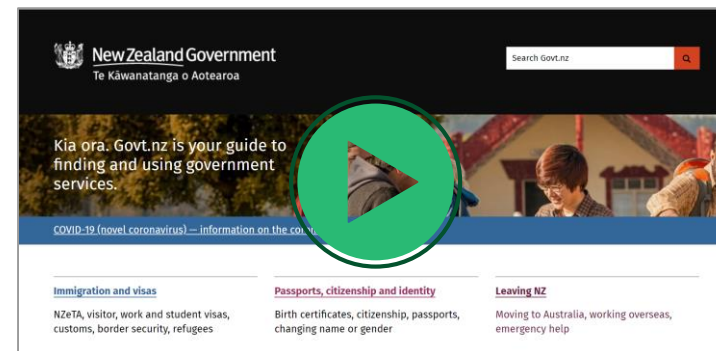 New Zealand Government
Te Kāwanatanga o Aotearoa
Search Govt.nz
Kia ora. Govt.nz is your guide to
finding and using government
services.
COVID-19 (novel coronavirus) — information on the
Immigration and visas
NZeTA, visitor, work and student visas,
customs, border security, refugees
Passports, citizenship and identity
Birth certificates, citizenship, passports,
changing name or gender
Leaving NZ
Moving to Australia, working overseas,
emergency help